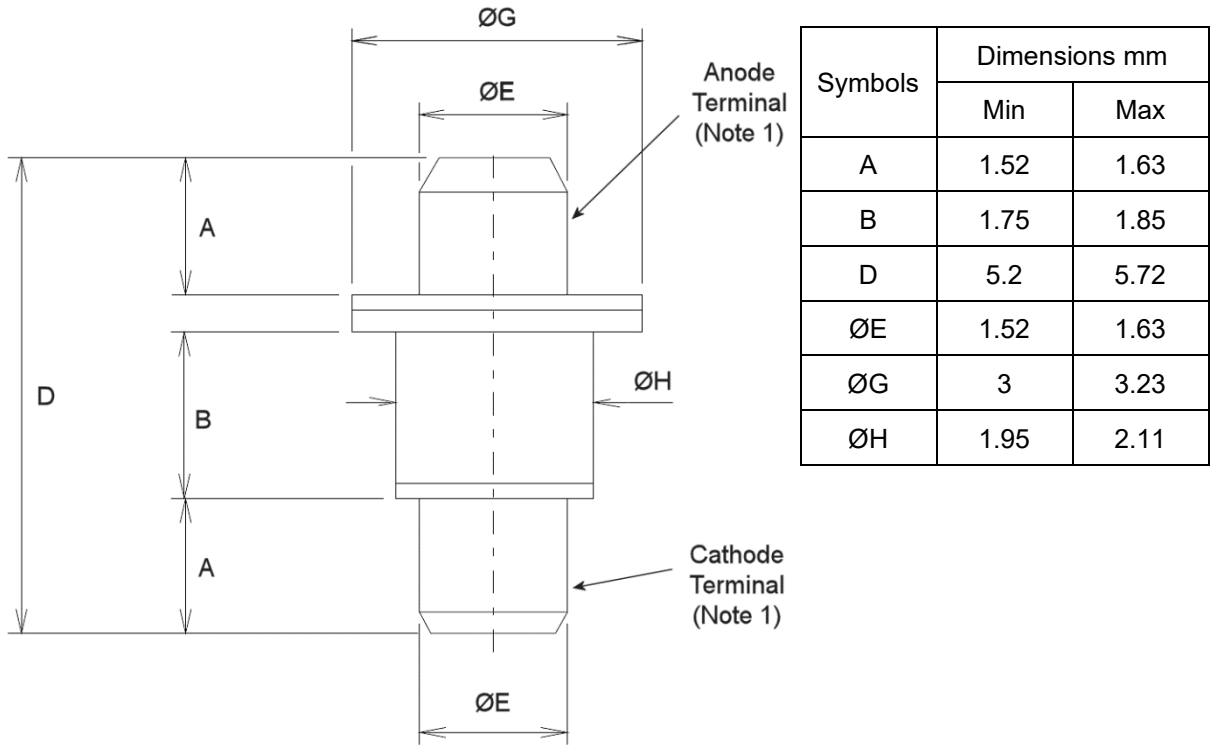 ØG
ØE
Anode
Terminal
(Note 1)
A
D
B
ØH
A
Cathode
Terminal
(Note 1)
ØE
Symbols Dimensions mm
Min Max
A 1.52 1.63
B 1.75 1.85
D 5.2 5.72
ØE 1.52 1.63
ØG 3 3.23
ØH 1.95 2.11